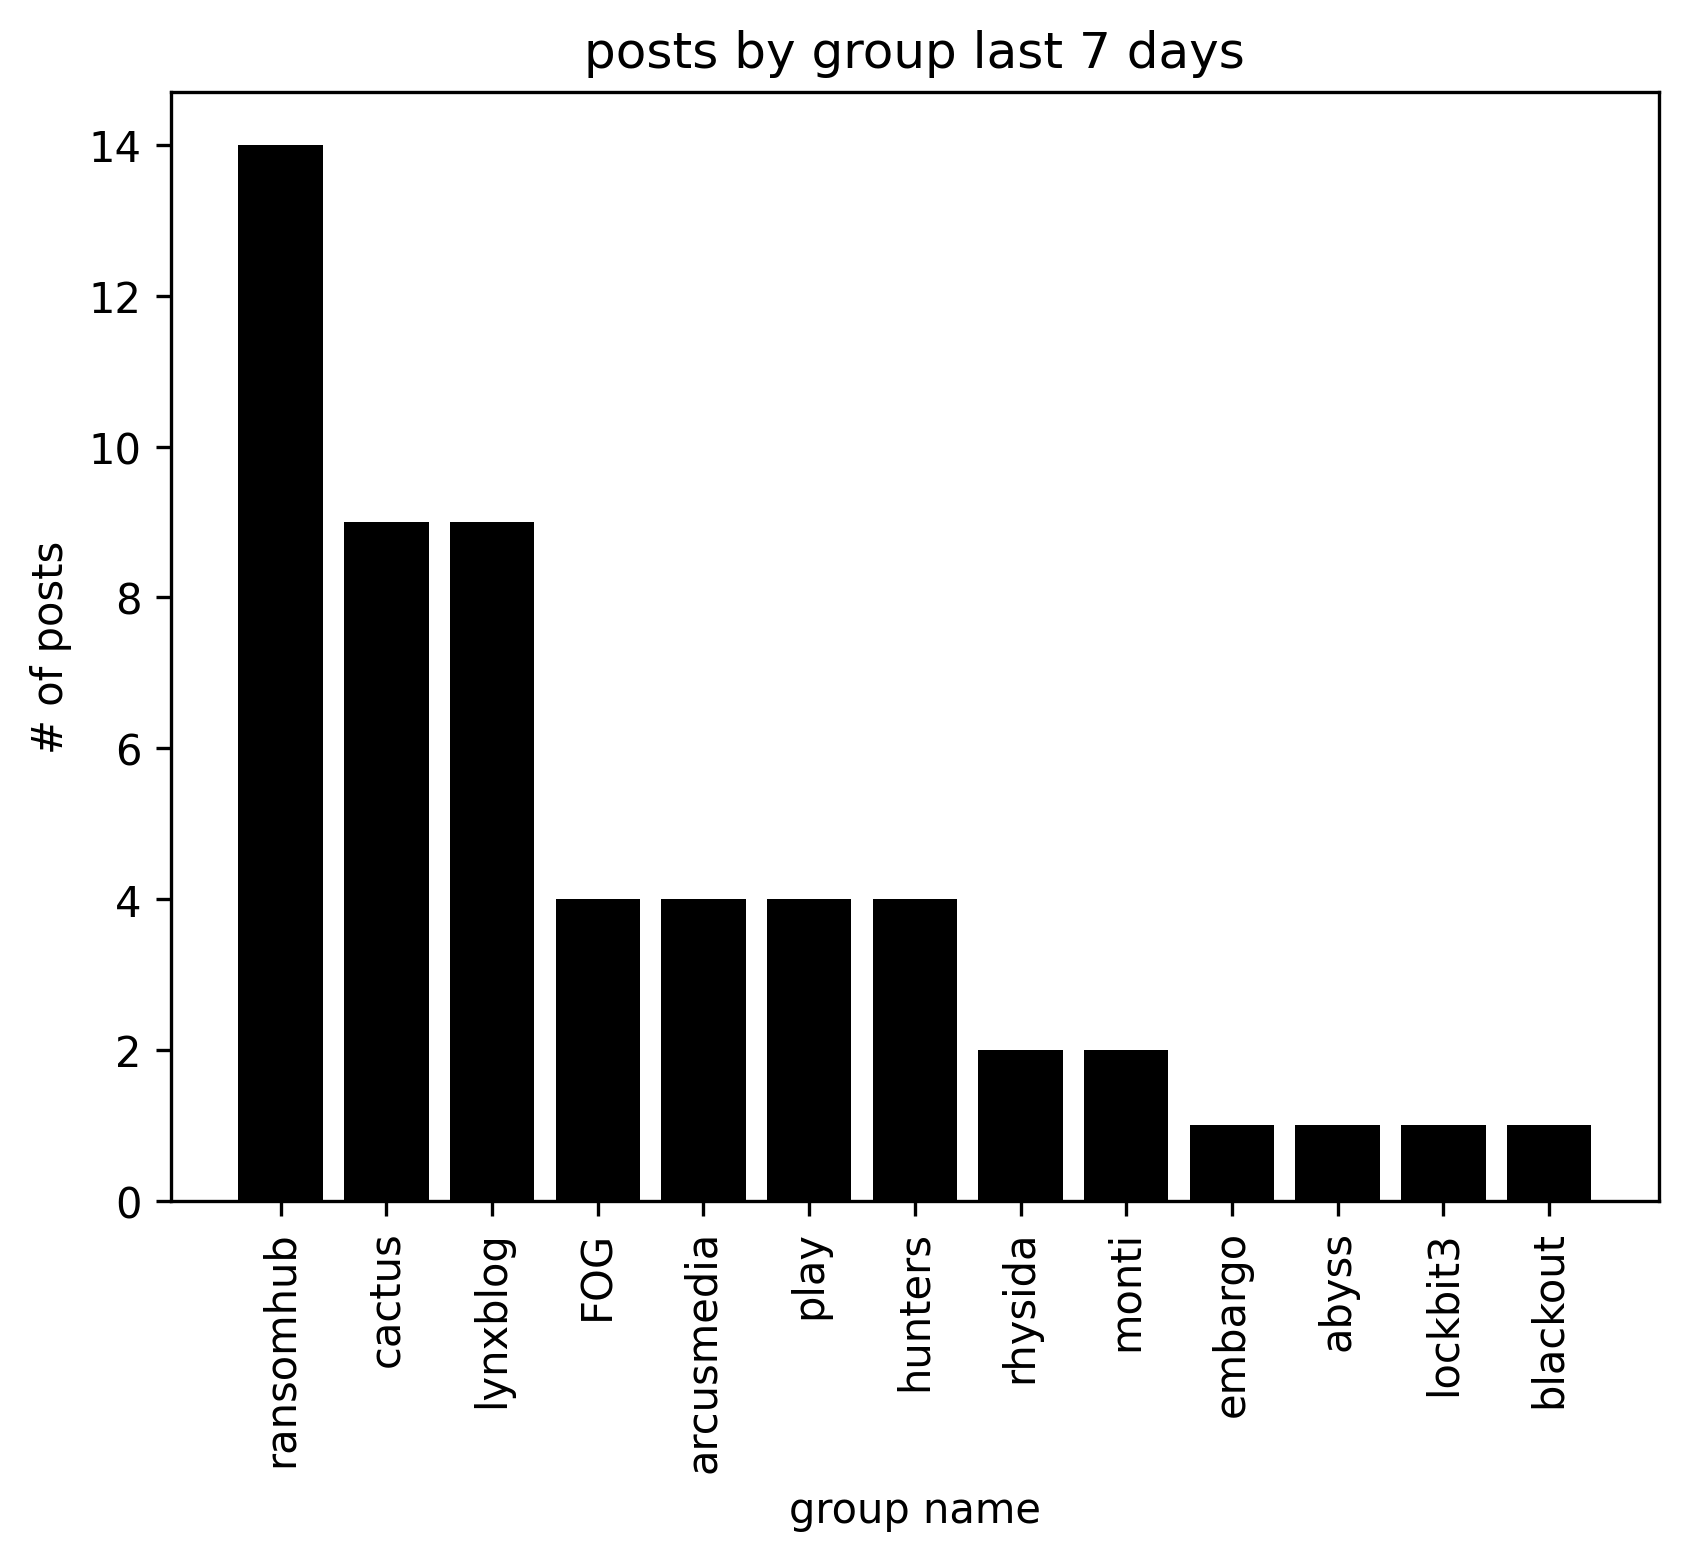 posts by group last 7 days
# of posts
14
12
10
8
6
4
2
0
ransomhub
cactus
lynxblog
FOG
arcusmedia
play
hunters
rhysida
monti
embargo
abyss
lockbit3
blackout
group name